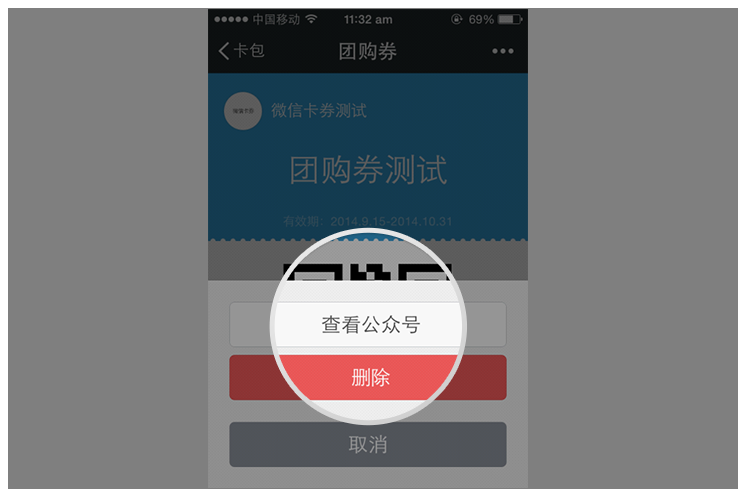 中国移动 11:32 am 69%
卡包 团购券
微信卡券 微信卡券测试
团购券测试
有效期：2014.9.15-2014.10.31
查看公众号
删除
取消